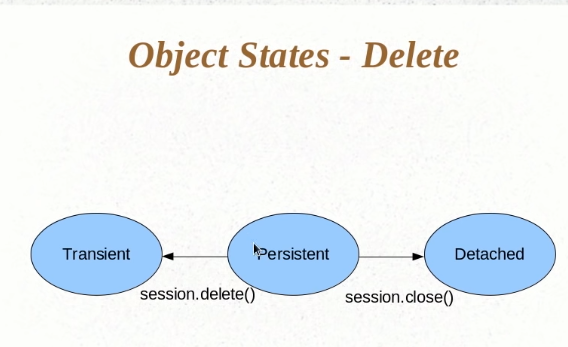 Object States - Delete
Transient
Persistent
Detached
session.delete()
session.close()